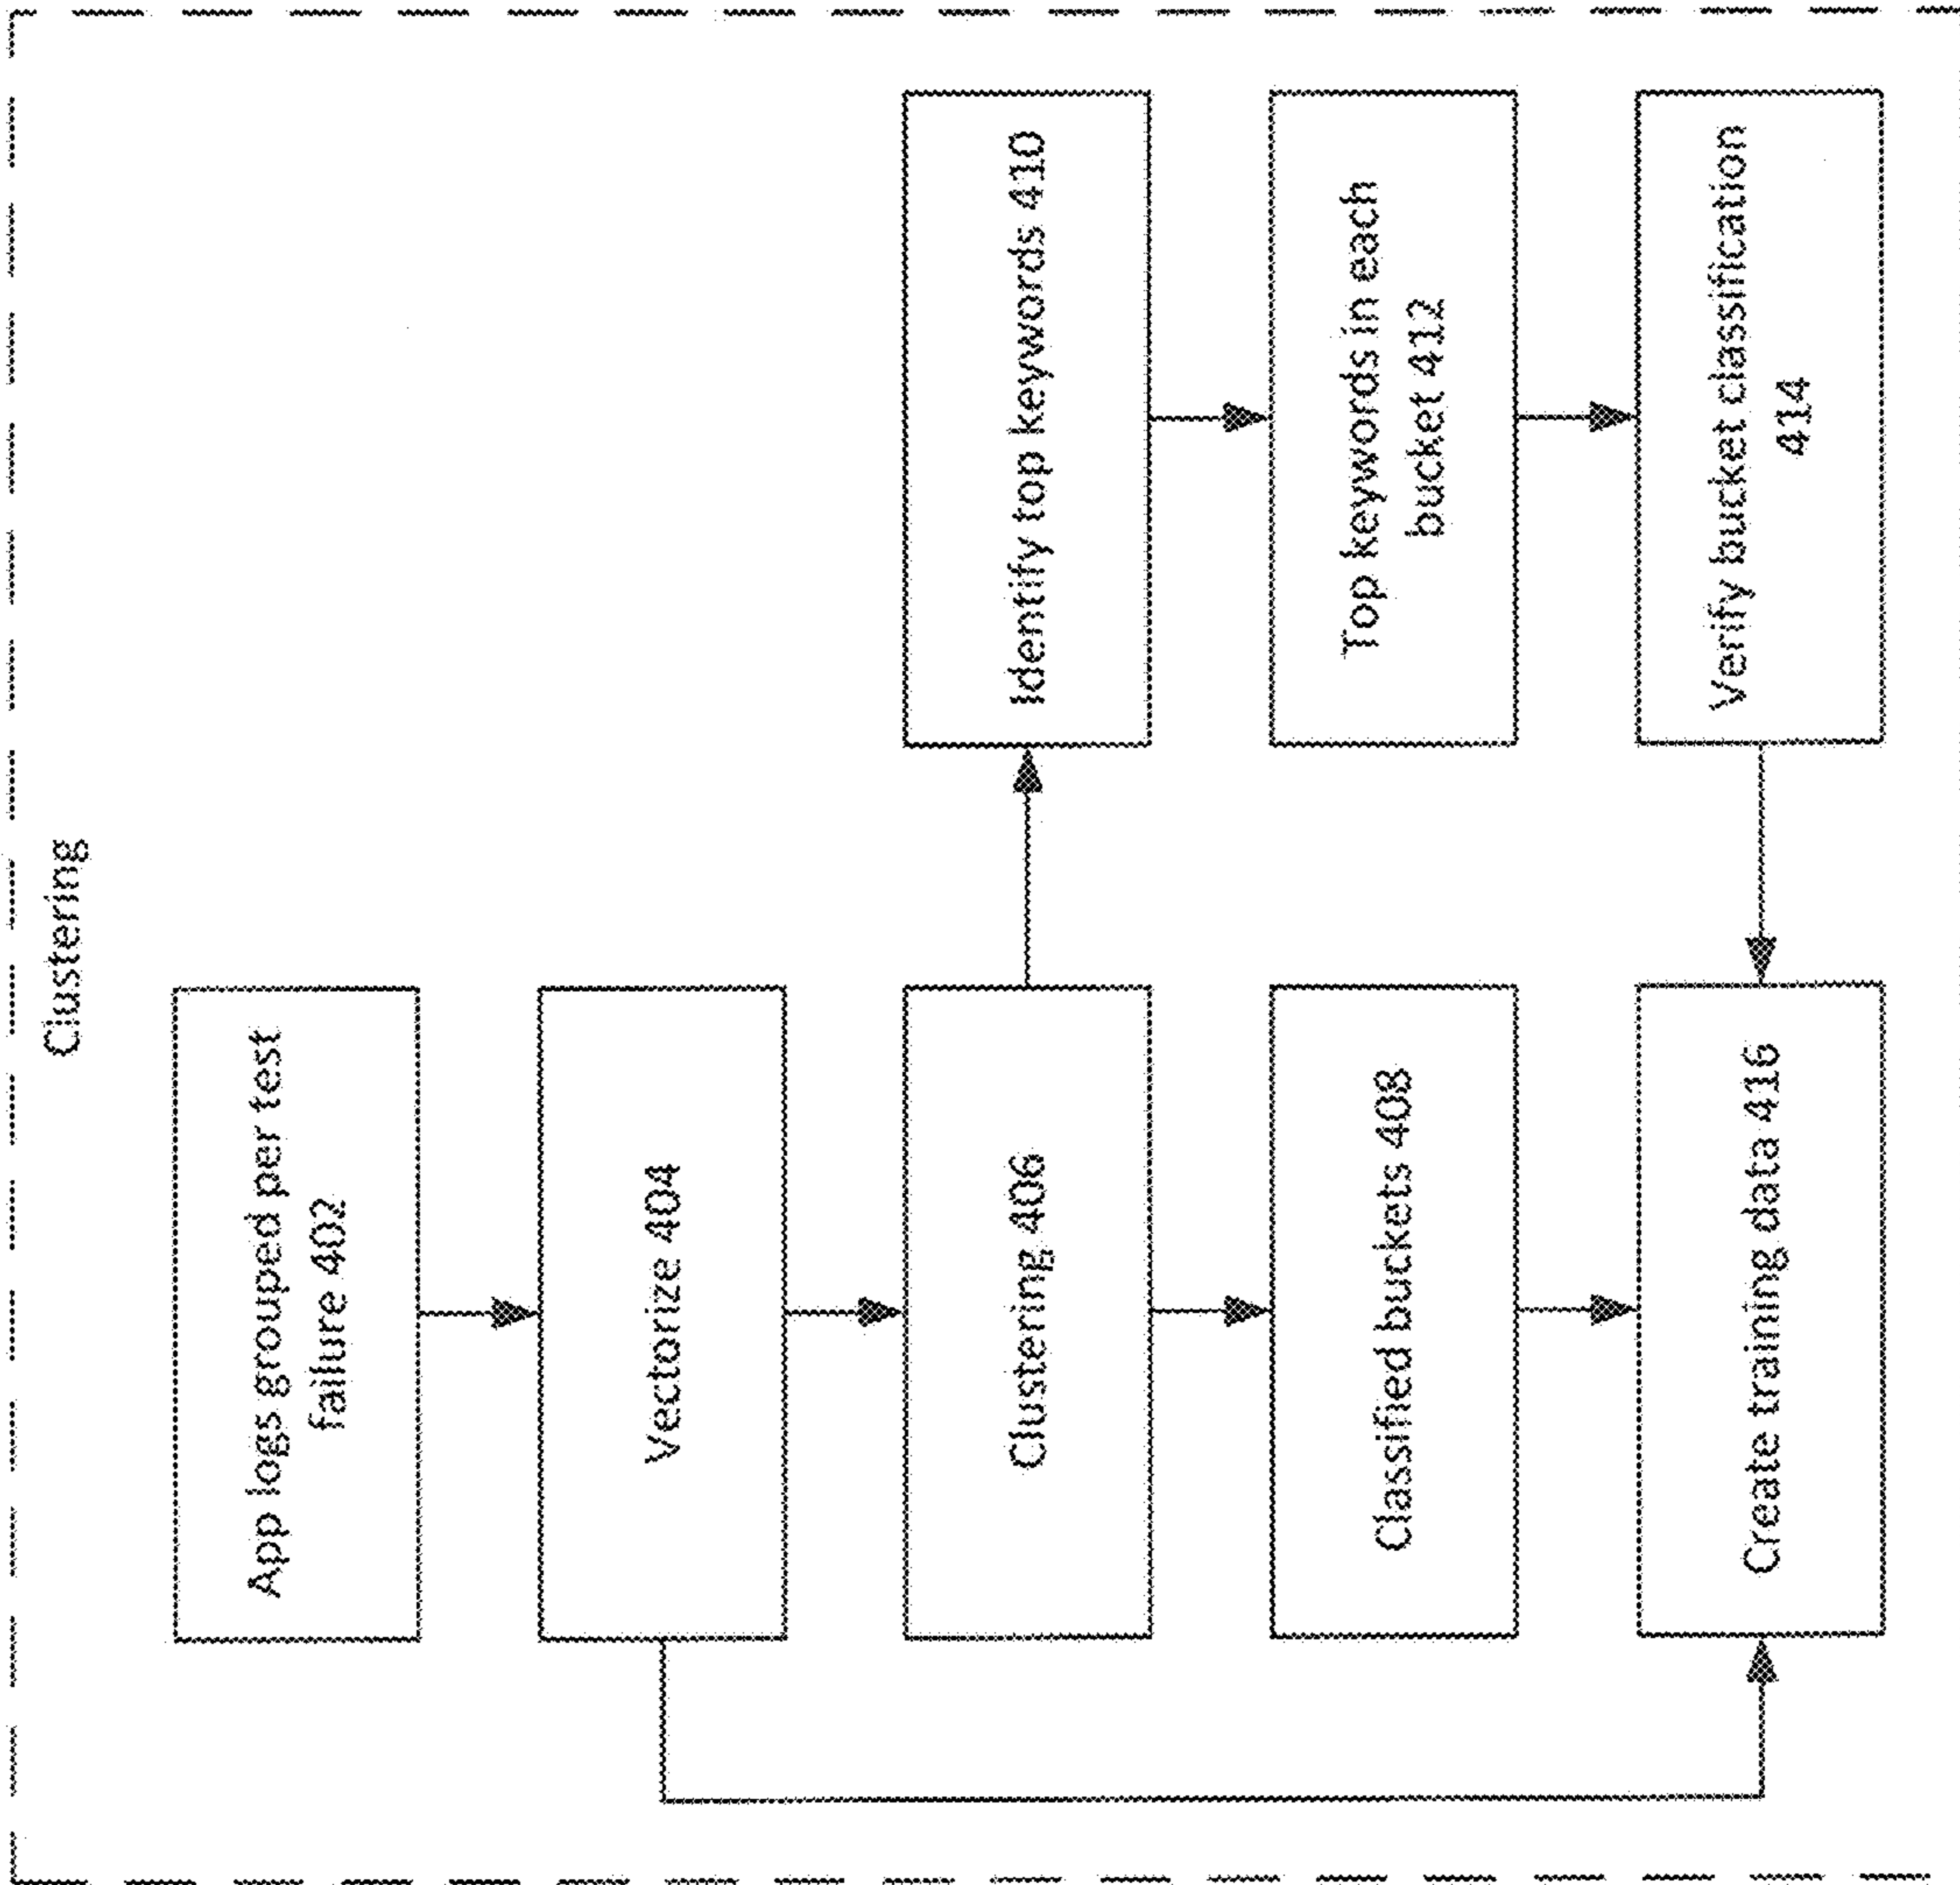 Clustering
App logs grouped per test
failure 402
Vectorize 404
Clustering 406
Identify top keywords 410
Classified buckets 408
Top keywords in each
bucket 412
Create training data 416
Verify bucket classification
414